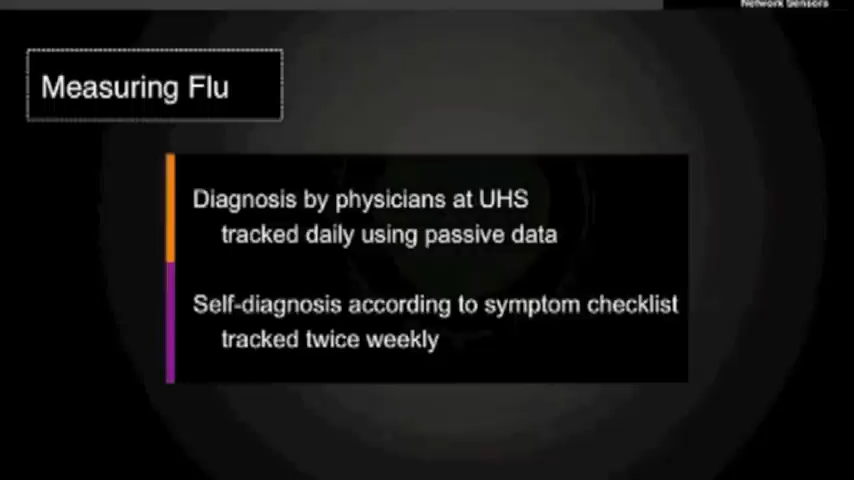 Network Sensors
Measuring Flu
Diagnosis by physicians at UHS
tracked daily using passive data
Self-diagnosis according to symptom checklist
tracked twice weekly